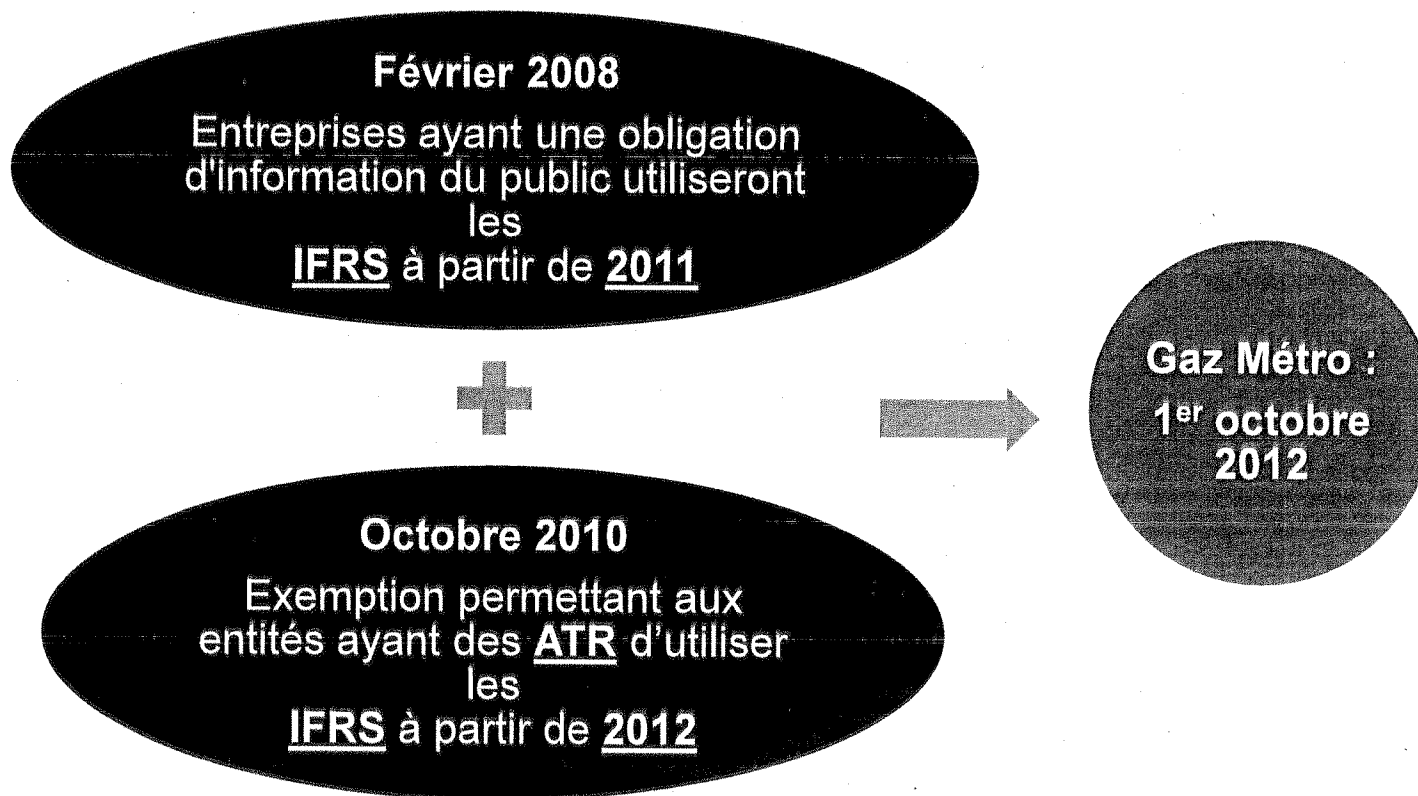 Février 2008
Entreprises ayant une obligation
d'information du public utiliseront
les
IFRS à partir de 2011
Octobre 2010
Exemption permettant aux
entités ayant des ATR d’utiliser
les
IFRS à partir de 2012
Gaz Métro :
1er octobre
2012